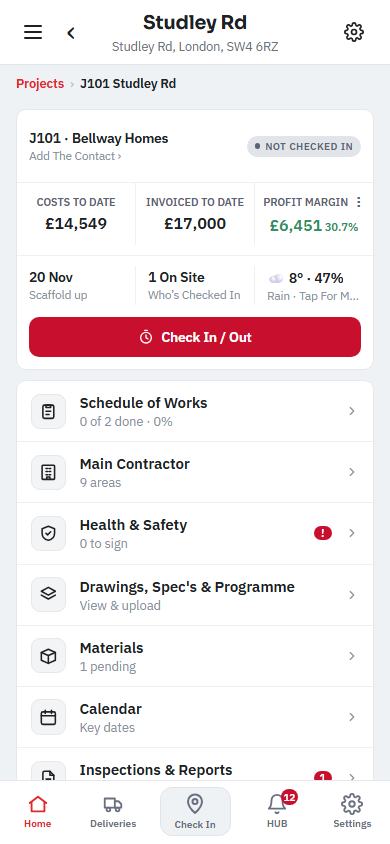 Studley Rd
Studley Rd, London, SW4 6RZ
Projects › J101 Studley Rd
J101 · Bellway Homes
Add The Contact ›
NOT CHECKED IN
COSTS TO DATE
£14,549
INVOICED TO DATE
£17,000
PROFIT MARGIN
£6,451 30.7%
20 Nov
Scaffold up
1 On Site
Who's Checked In
8° · 47%
Rain · Tap For M...
Check In / Out
Schedule of Works
0 of 2 done · 0%
Main Contractor
9 areas
Health & Safety
0 to sign
!
Drawings, Spec's & Programme
View & upload
Materials
1 pending
Calendar
Key dates
Inspections & Reports
1
Home
Deliveries
Check In
12
HUB
Settings